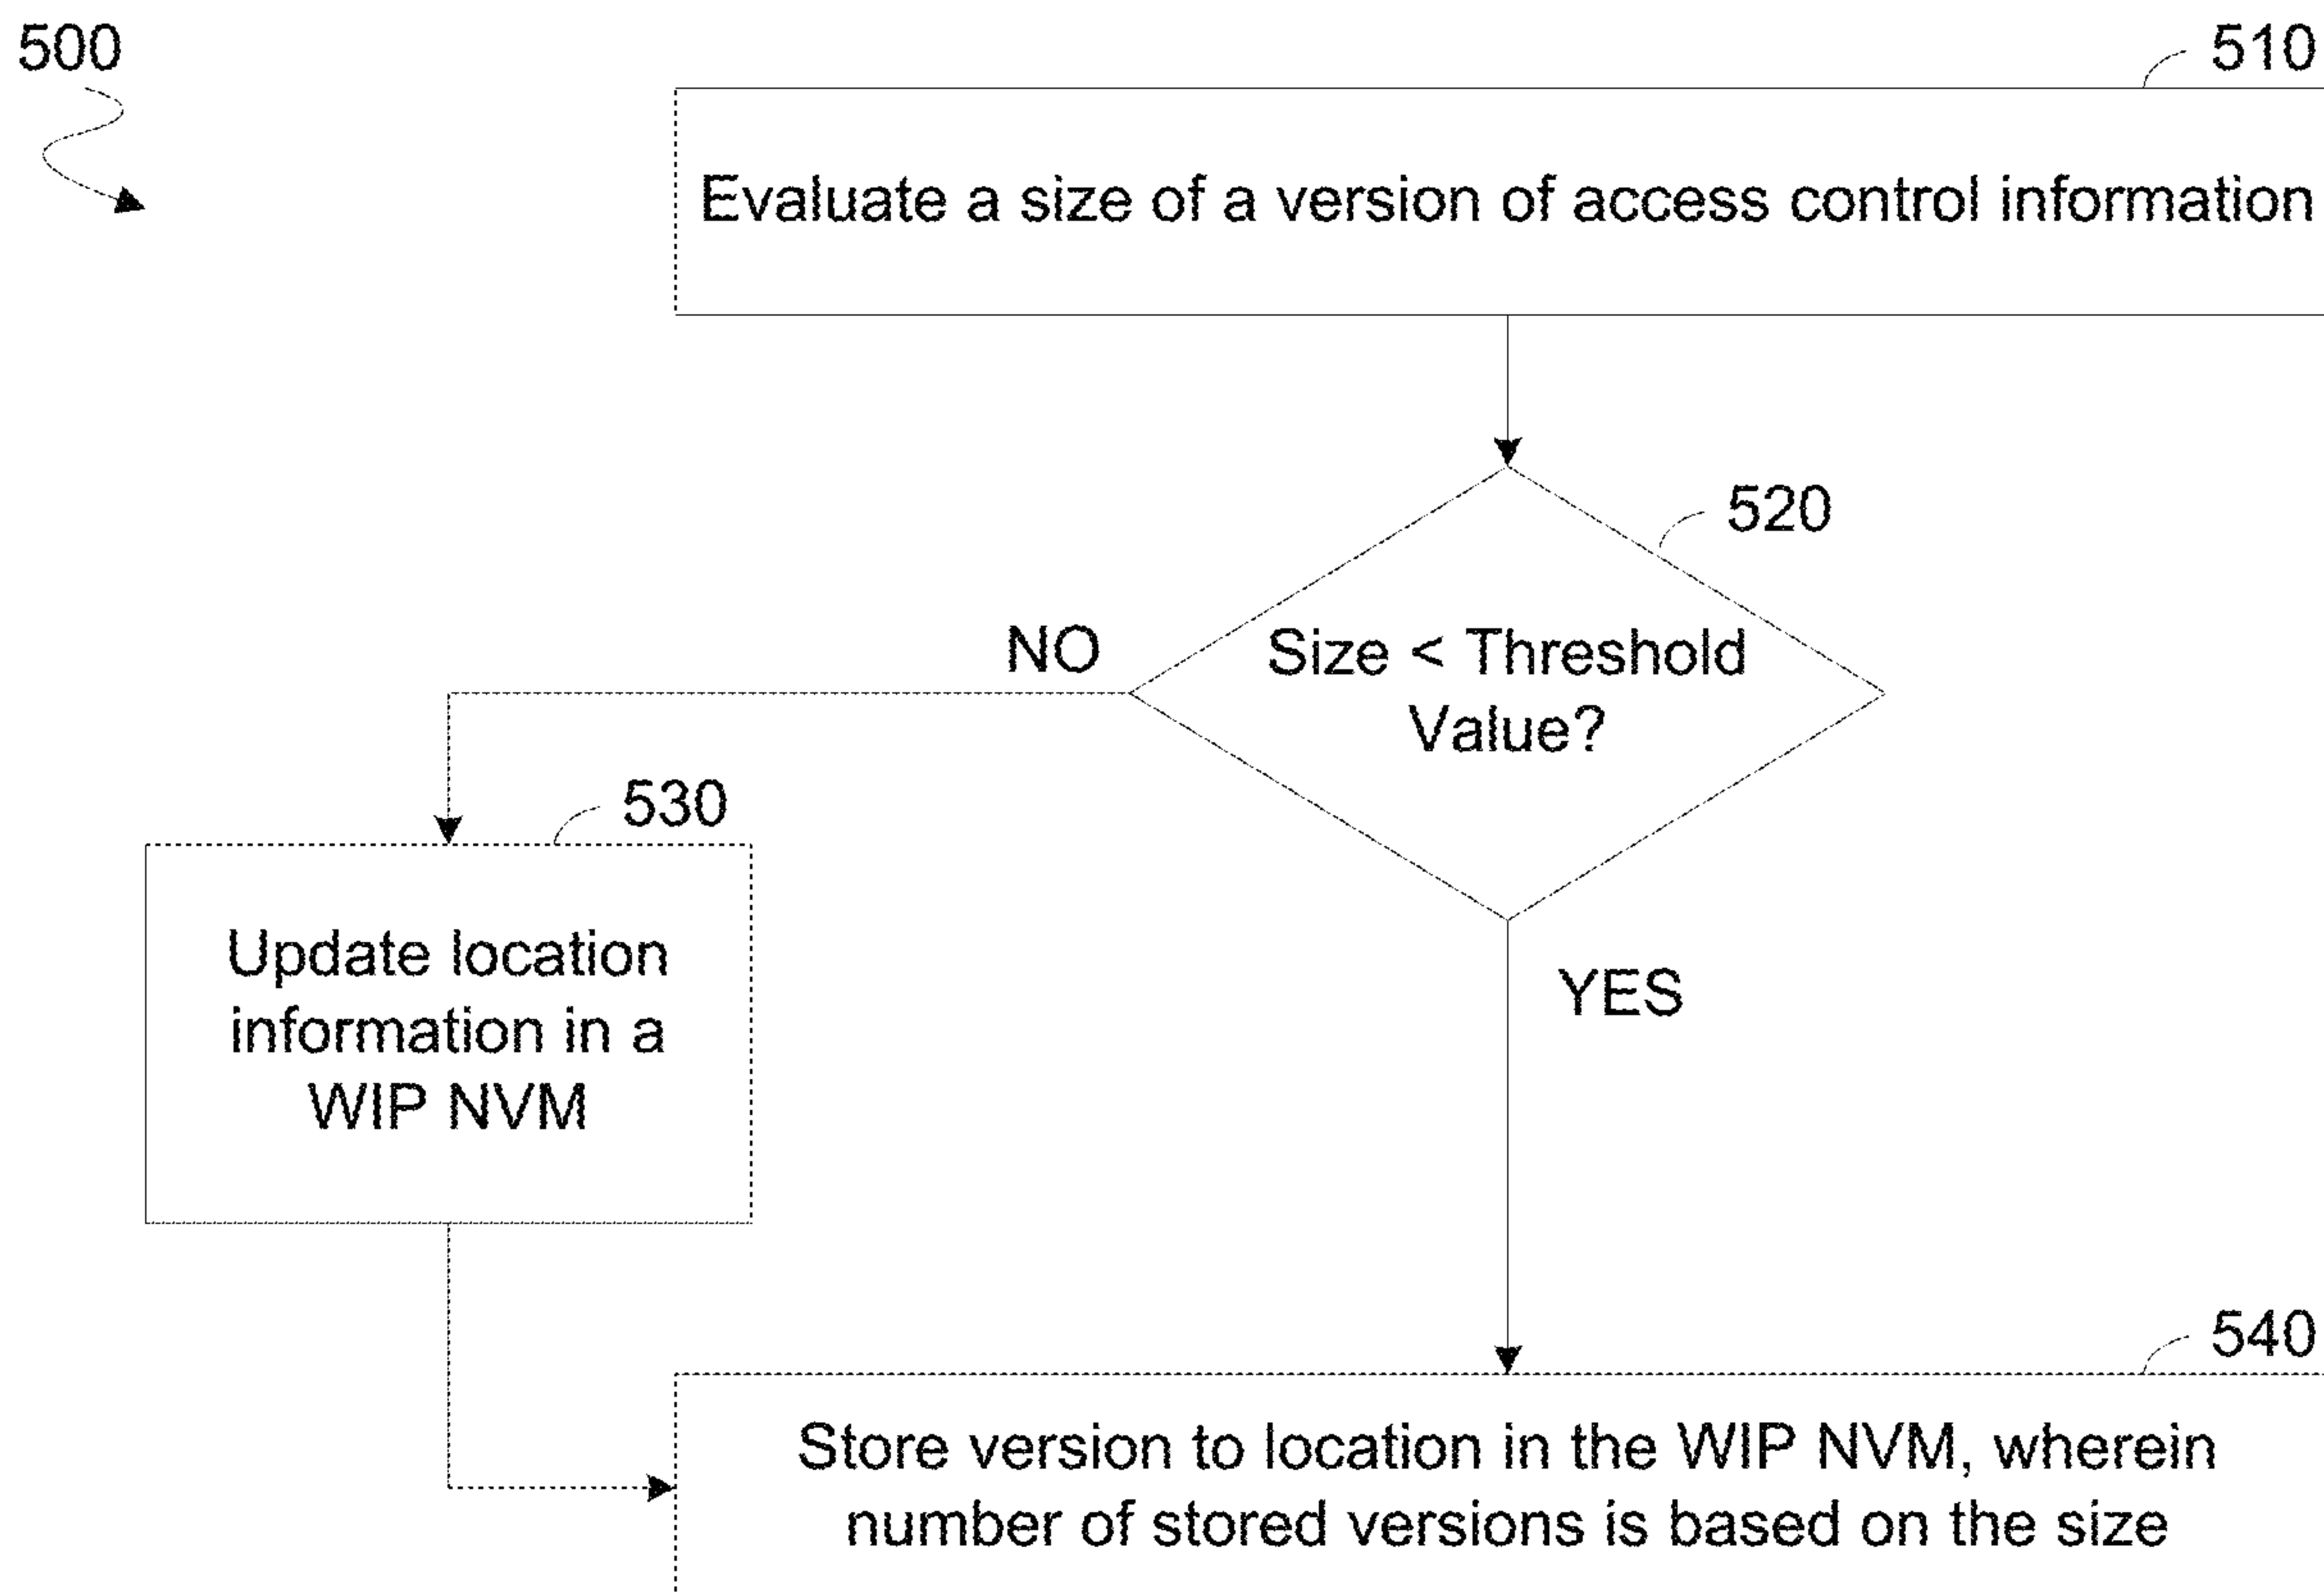 500
510
Evaluate a size of a version of access control information
520
NO
Size < Threshold
Value?
530
Update location
information in a
WIP NVM
YES
540
Store version to location in the WIP NVM, wherein
number of stored versions is based on the size